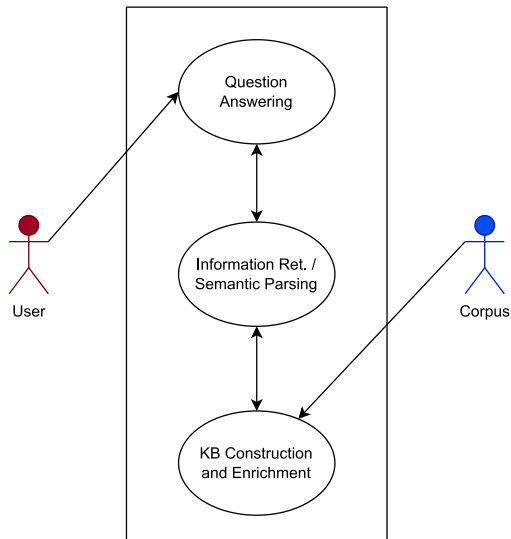 Question
Answering
Information Ret. /
Semantic Parsing
User
Corpus
KB Construction
and Enrichment